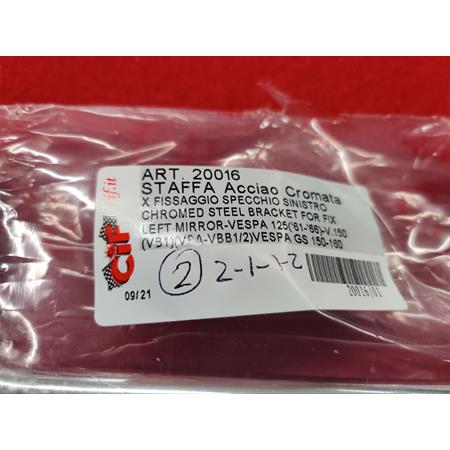 ART. 20016
STAFFA Acciao Cromata
X FISSAGGIO SPECCHIO SINISTRO
CHROMED STEEL BRACKET FOR FIX
LEFT MIRROR-VESPA 125('61-'66)-V.150
(VB1)(VBA-VBB1/2)VESPA GS 150-160
CiF
cif.it
09/21
2 2-1-1-2
20016/01